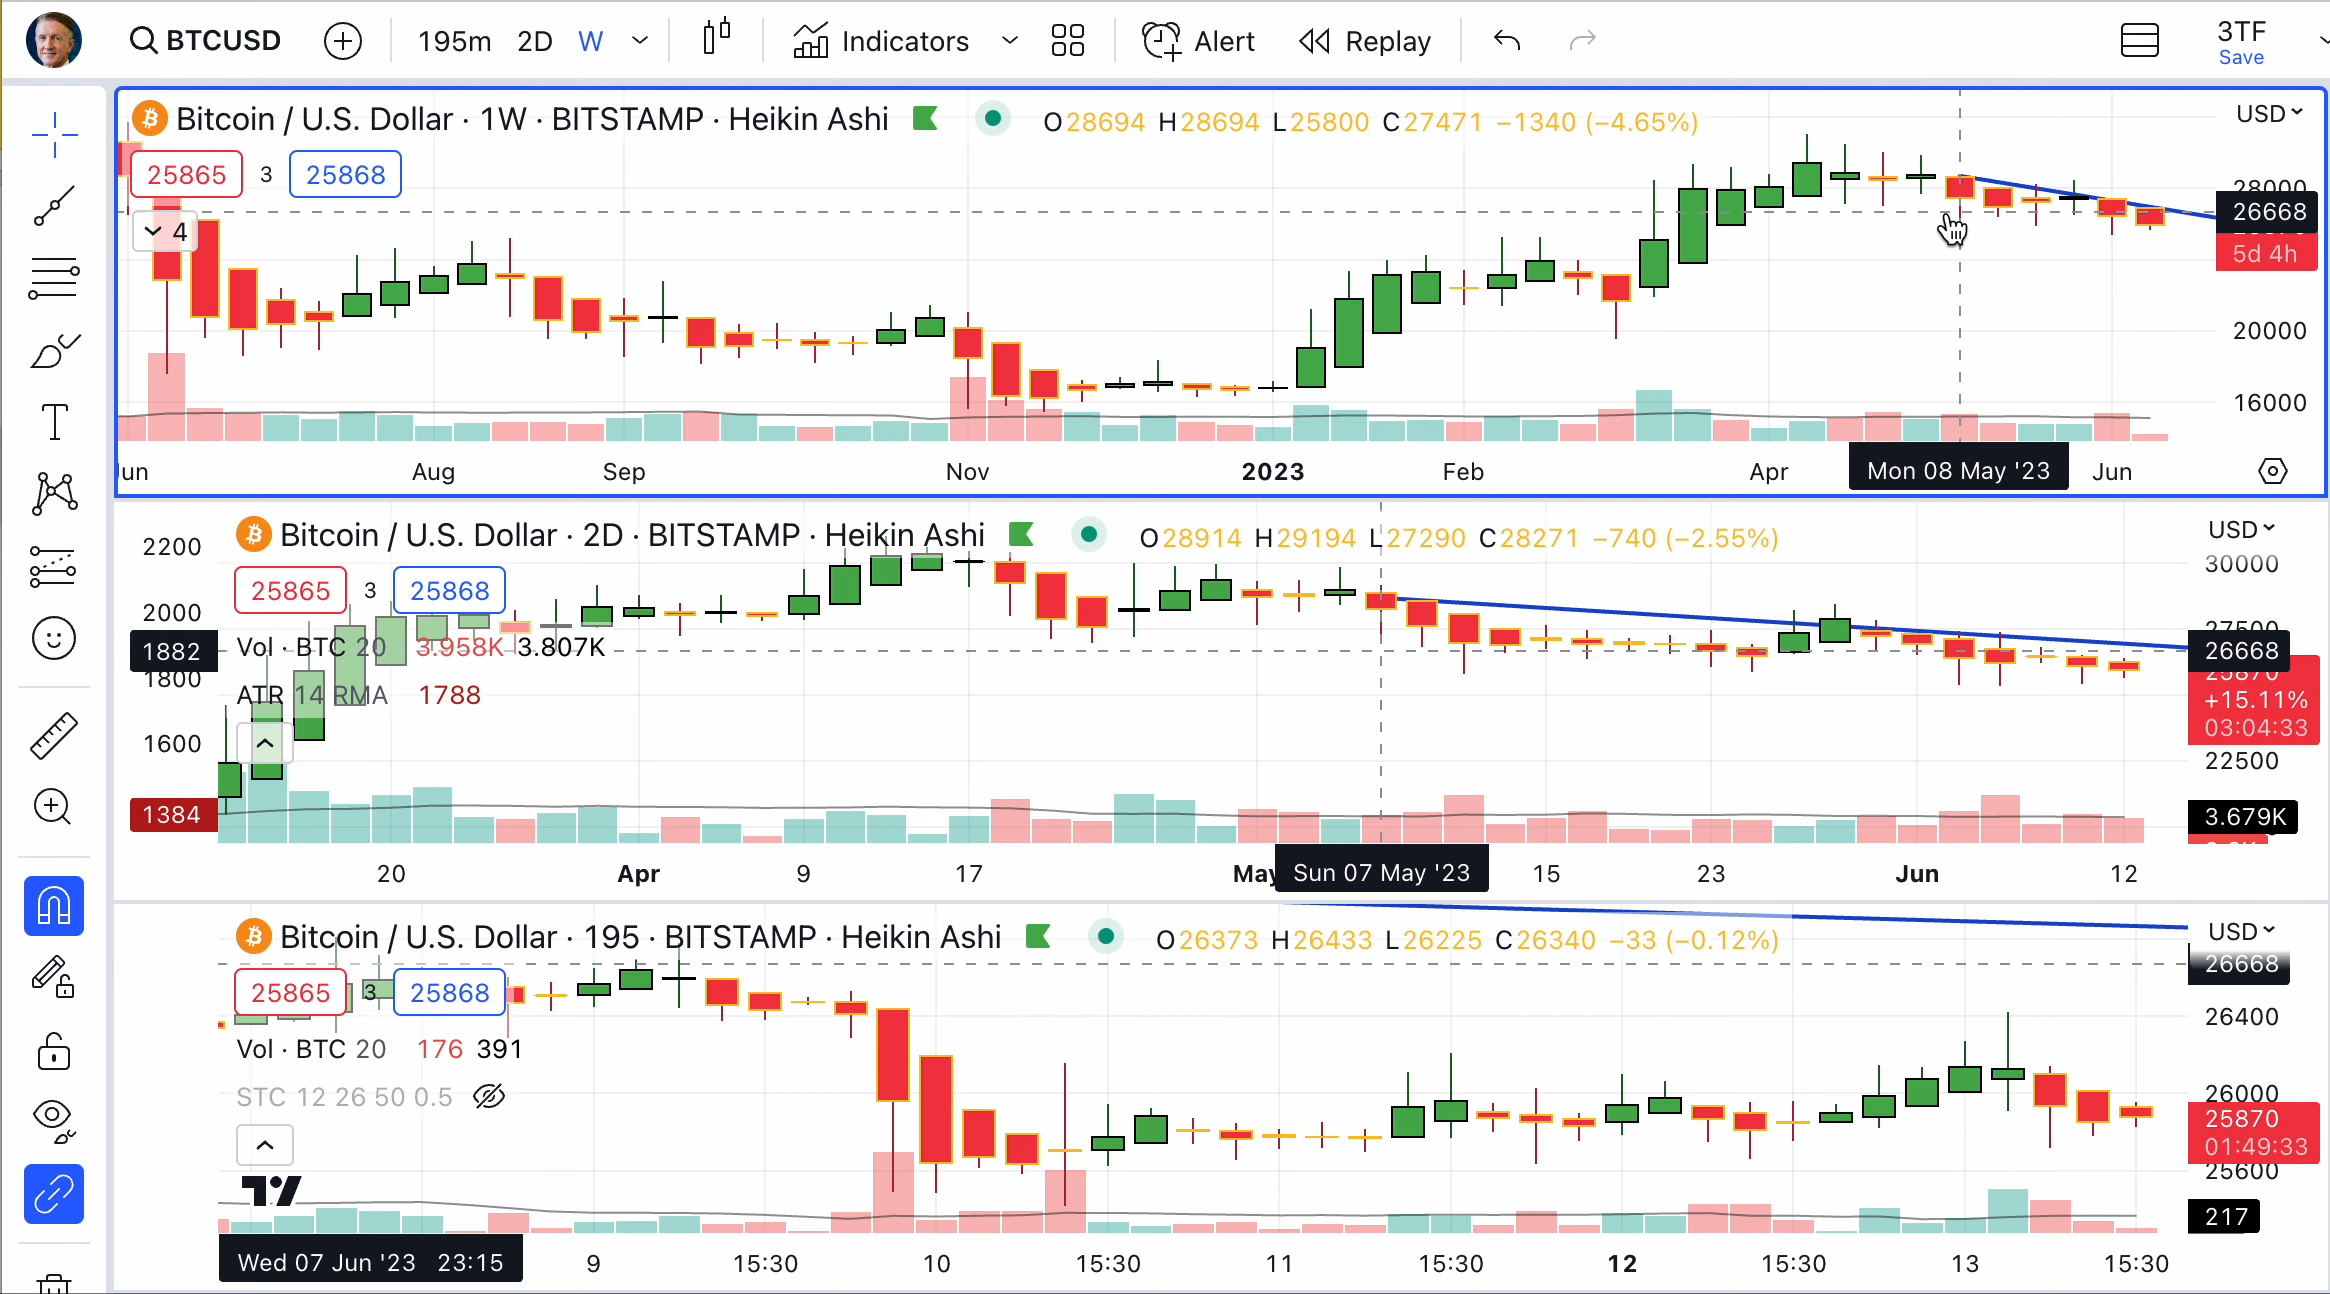 BTCUSD 195m 2D W Indicators Alert Replay 3TF
Save
Bitcoin / U.S. Dollar · 1W · BITSTAMP · Heikin Ashi O28694 H28694 L25800 C27471 −1340 (−4.65%) USD
25865 3 25868
28000
26668
4
5d 4h
20000
16000
Jun Aug Sep Nov 2023 Feb Apr Mon 08 May '23 Jun
Bitcoin / U.S. Dollar · 2D · BITSTAMP · Heikin Ashi O28914 H29194 L27290 C28271 −740 (−2.55%) USD
2200 30000
25865 3 25868
2000 27500
1882 Vol · BTC 20 3.958K 3.807K 26668
1800 25870
ATR 14 RMA 1788 +15.11%
03:04:33
1600 22500
1384 3.679K
20 Apr 9 17 May Sun 07 May '23 15 23 Jun 12
Bitcoin / U.S. Dollar · 195 · BITSTAMP · Heikin Ashi O26373 H26433 L26225 C26340 −33 (−0.12%) USD
26668
25865 3 25868
26400
Vol · BTC 20 176 391
STC 12 26 50 0.5 26000
25870
01:49:33
25600
217
Wed 07 Jun '23 23:15 9 15:30 10 15:30 11 15:30 12 15:30 13 15:30